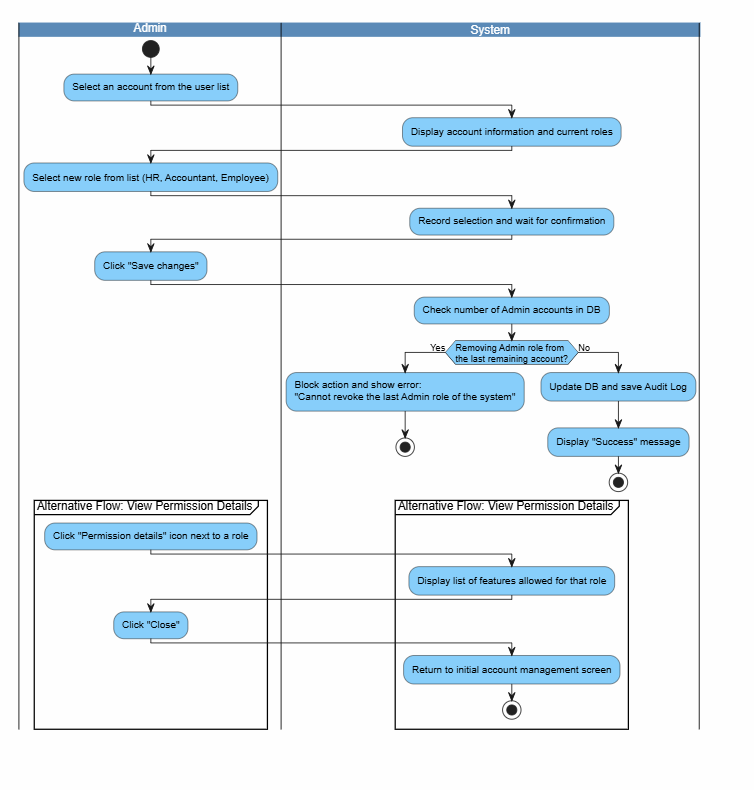 Admin
System
Select an account from the user list
Display account information and current roles
Select new role from list (HR, Accountant, Employee)
Record selection and wait for confirmation
Click "Save changes"
Check number of Admin accounts in DB
Yes
Removing Admin role from
the last remaining account?
No
Block action and show error:
"Cannot revoke the last Admin role of the system"
Update DB and save Audit Log
Display "Success" message
Alternative Flow: View Permission Details
Alternative Flow: View Permission Details
Click "Permission details" icon next to a role
Display list of features allowed for that role
Click "Close"
Return to initial account management screen